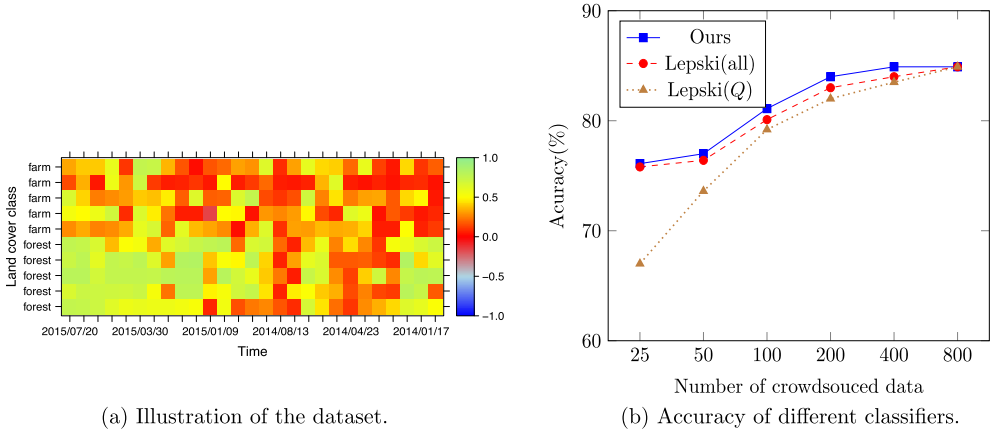 farm
farm
farm
farm
farm
forest
forest
forest
forest
forest
Land cover class
2015/07/20 2015/03/30 2015/01/09 2014/08/13 2014/04/23 2014/01/17
Time
1.0
0.5
0.0
−0.5
−1.0
(a) Illustration of the dataset.
90
80
70
60
Acuracy(%)
Ours
Lepski(all)
Lepski(Q)
25 50 100 200 400 800
Number of crowdsouced data
(b) Accuracy of different classifiers.